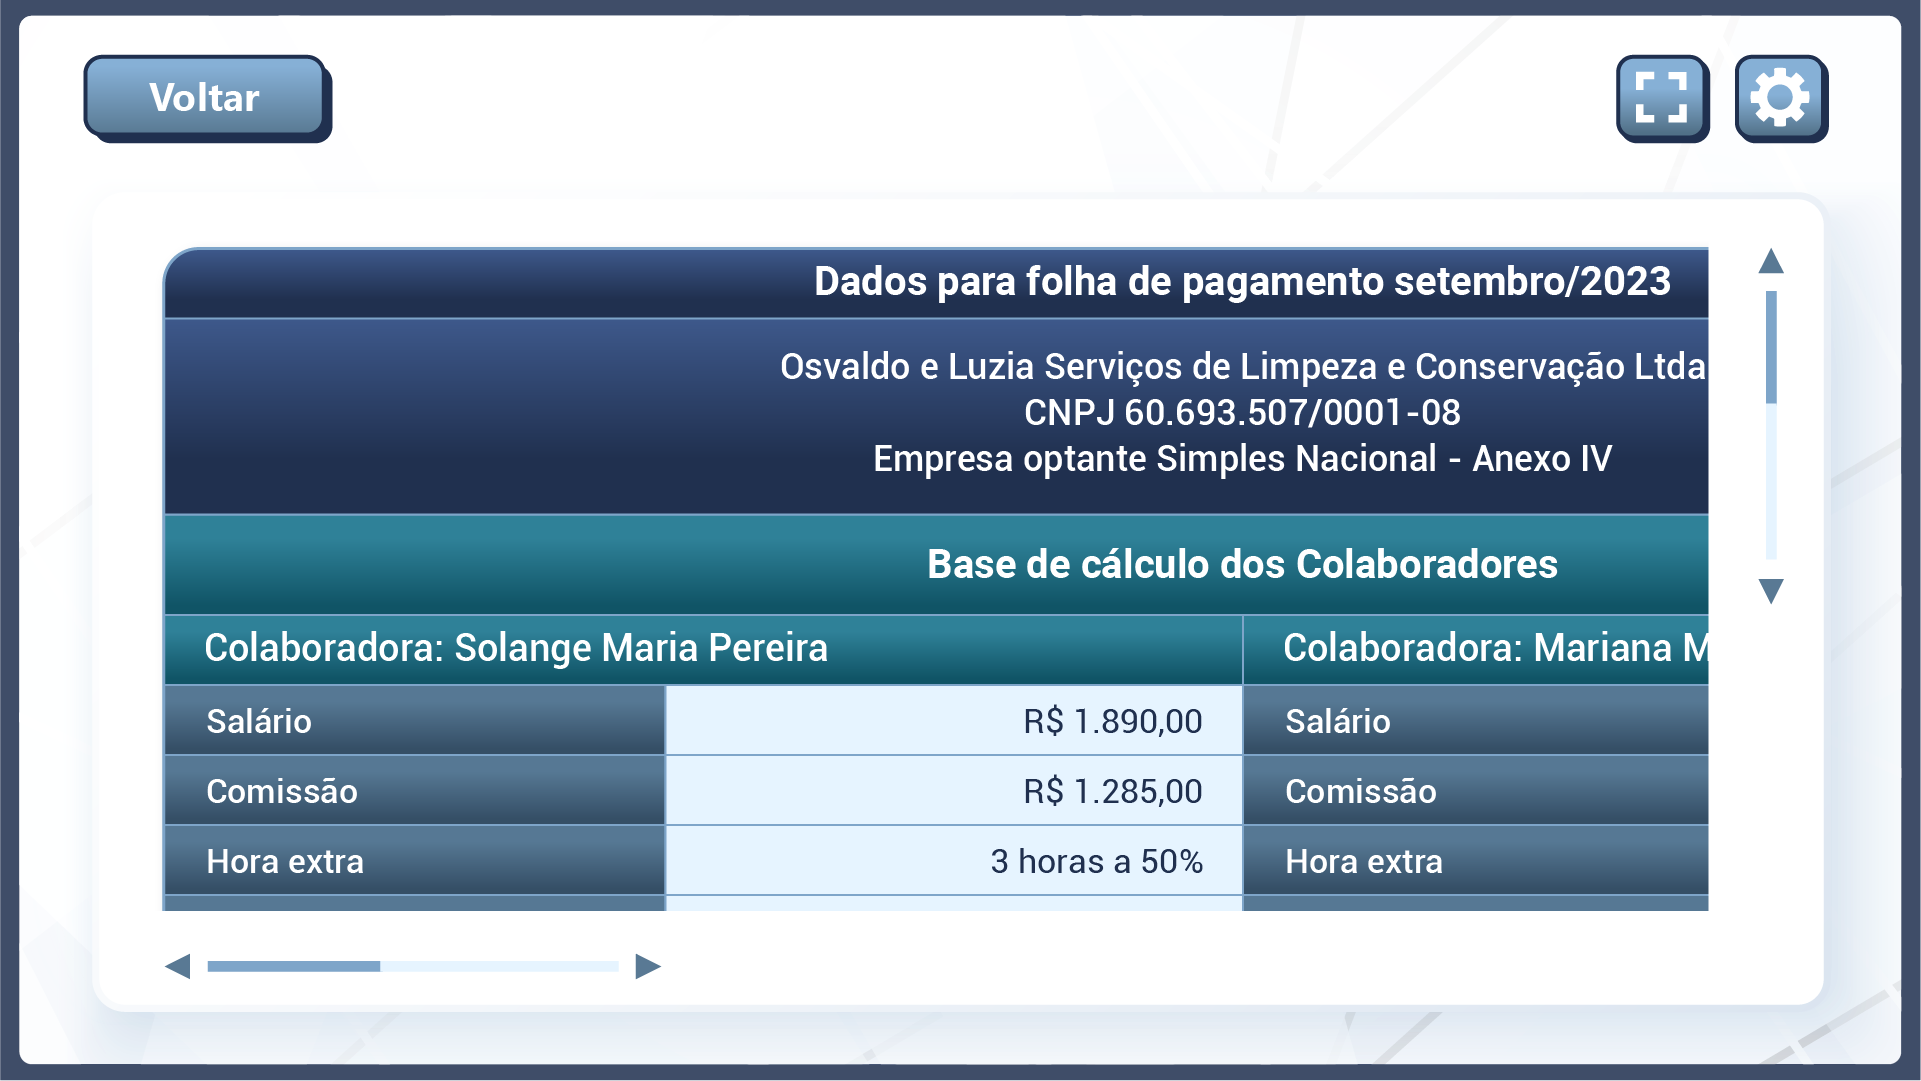 Voltar
Dados para folha de pagamento setembro/2023
Osvaldo e Luzia Serviços de Limpeza e Conservação Ltda
CNPJ 60.693.507/0001-08
Empresa optante Simples Nacional - Anexo IV
Base de cálculo dos Colaboradores
Colaboradora: Solange Maria Pereira
Colaboradora: Mariana
Salário
R$ 1.890,00
Salário
Comissão
R$ 1.285,00
Comissão
Hora extra
3 horas a 50%
Hora extra